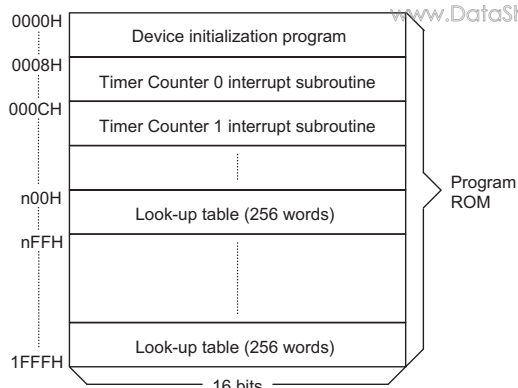 0000H
www.DataSh
Device initialization program
0008H
Timer Counter 0 interrupt subroutine
000CH
Timer Counter 1 interrupt subroutine
n00H
Look-up table (256 words)
nFFH
Program
ROM
Look-up table (256 words)
1FFFH
16 bits